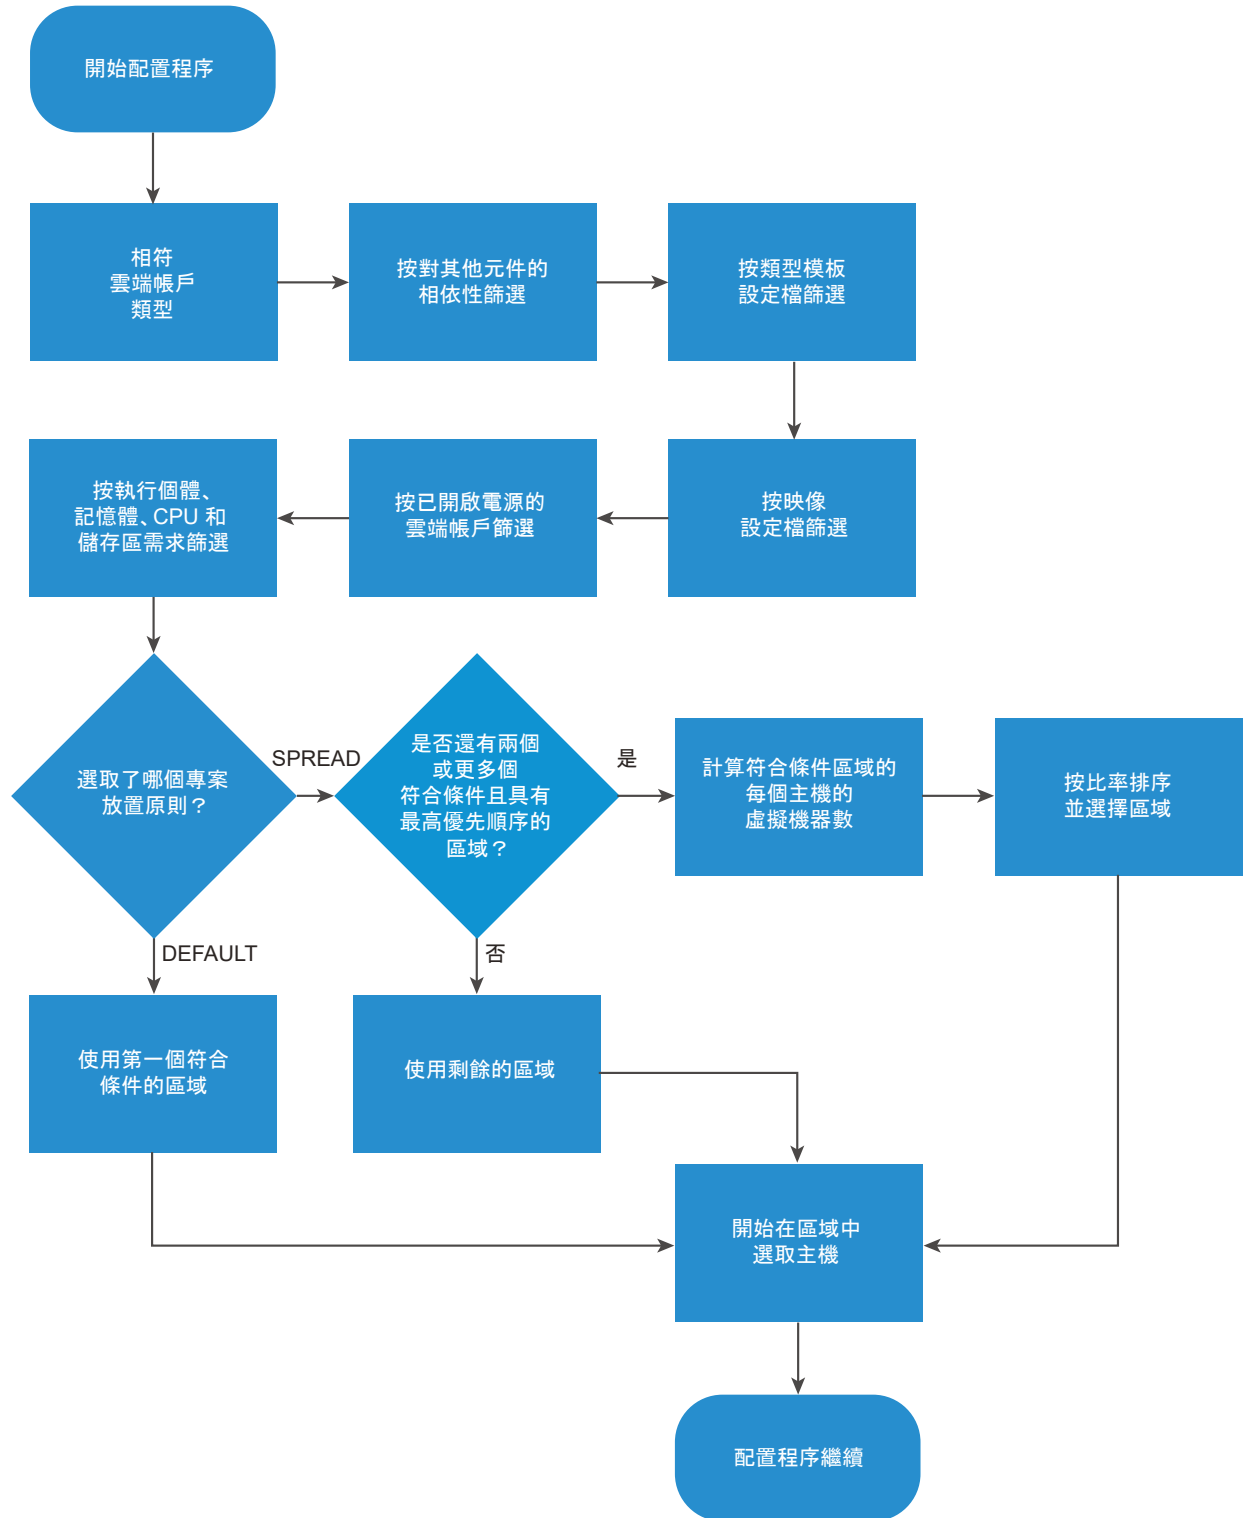 開始配置程序
相符
雲端帳戶
類型
按對其他元件的
相依性篩選
按類型模板
設定檔篩選
按執行個體、
記憶體、CPU 和
儲存區需求篩選
按已開啟電源的
雲端帳戶篩選
按映像
設定檔篩選
選取了哪個專案
放置原則？
SPREAD
是否還有兩個
或更多個
符合條件且具有
最高優先順序的
區域？
是
計算符合條件區域的
每個主機的
虛擬機器數
按比率排序
並選擇區域
DEFAULT
否
使用第一個符合
條件的區域
使用剩餘的區域
開始在區域中
選取主機
配置程序繼續